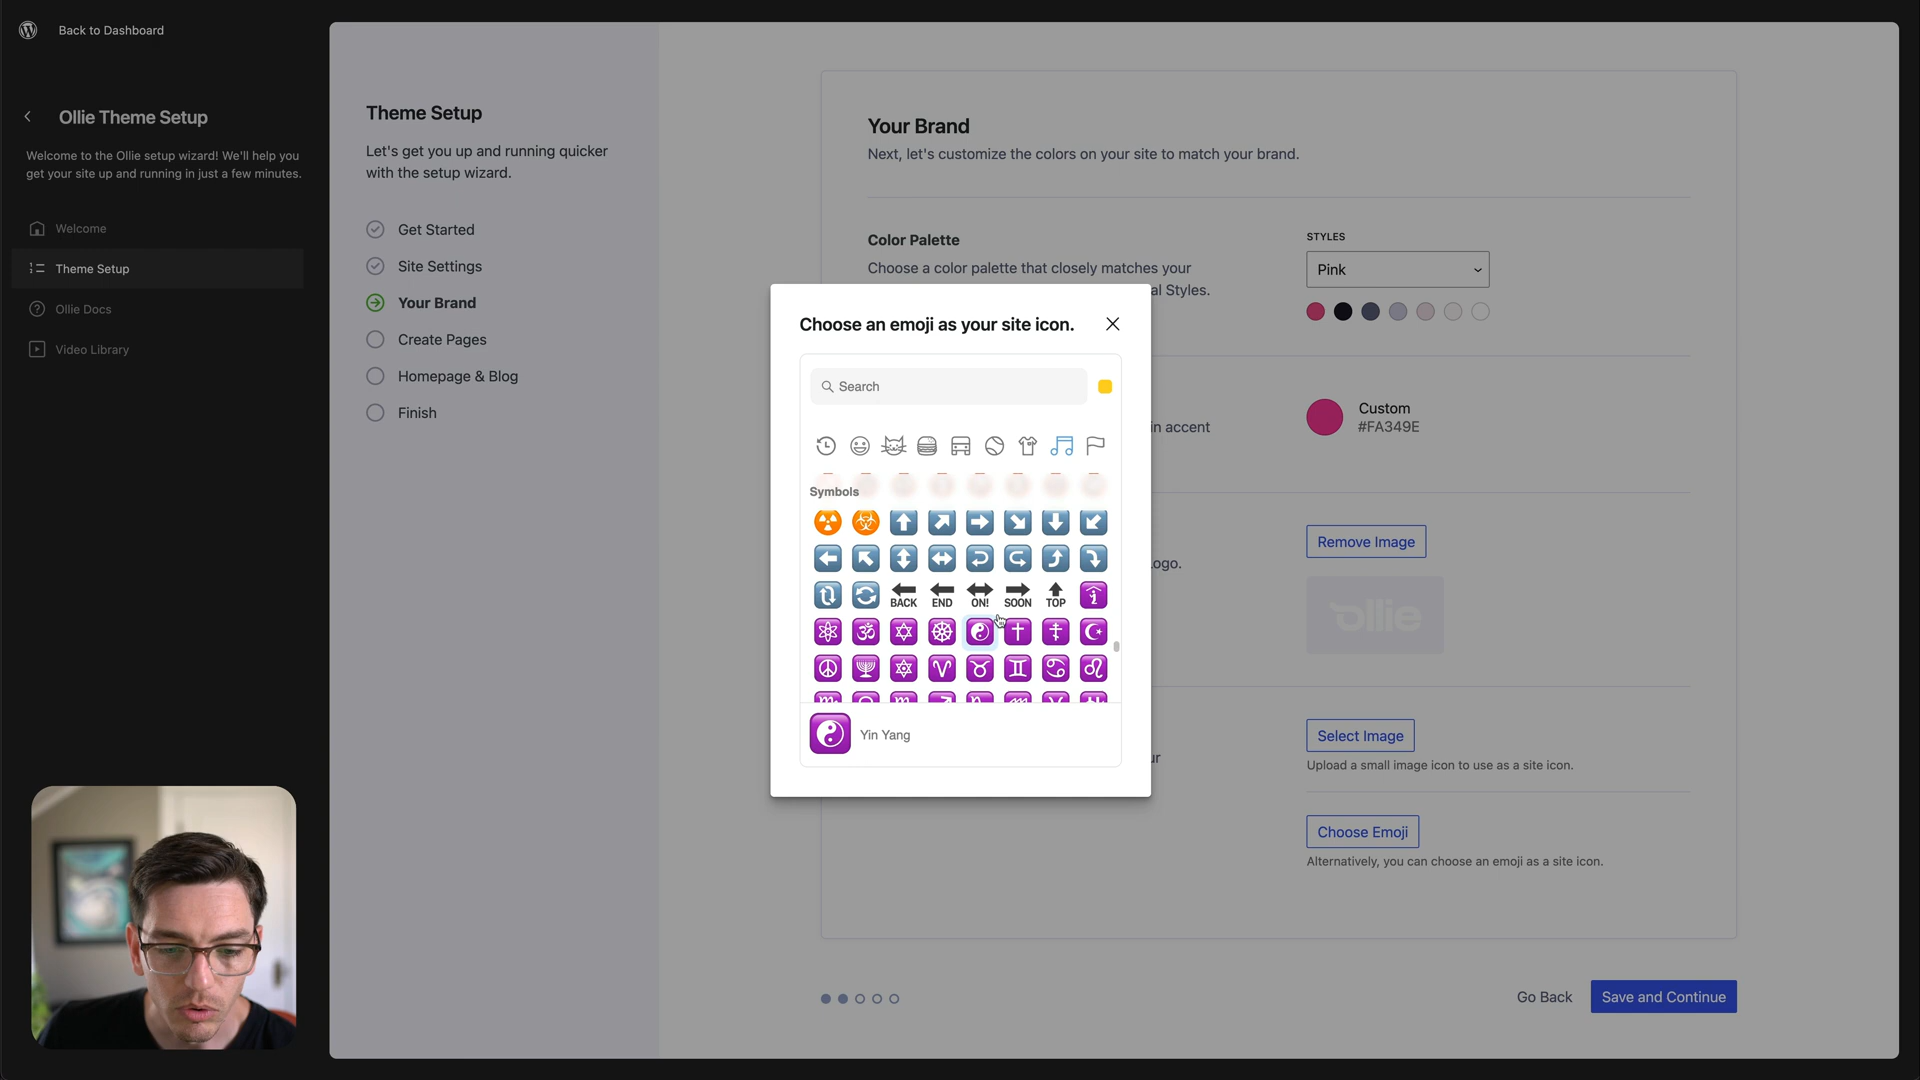 Back to Dashboard
Ollie Theme Setup
Welcome to the Ollie setup wizard! We'll help you
get your site up and running in just a few minutes.
Welcome
Theme Setup
Ollie Docs
Video Library
Theme Setup
Let's get you up and running quicker
with the setup wizard.
Get Started
Site Settings
Your Brand
Create Pages
Homepage & Blog
Finish
Your Brand
Next, let's customize the colors on your site to match your brand.
Color Palette
Choose a color palette that closely matches your
al Styles.
STYLES
Pink
in accent
Custom
#FA349E
ogo.
Remove Image
ollie
Select Image
Upload a small image icon to use as a site icon.
Choose Emoji
Alternatively, you can choose an emoji as a site icon.
Choose an emoji as your site icon.
Search
Symbols
BACK END ON! SOON TOP
Yin Yang
Go Back
Save and Continue